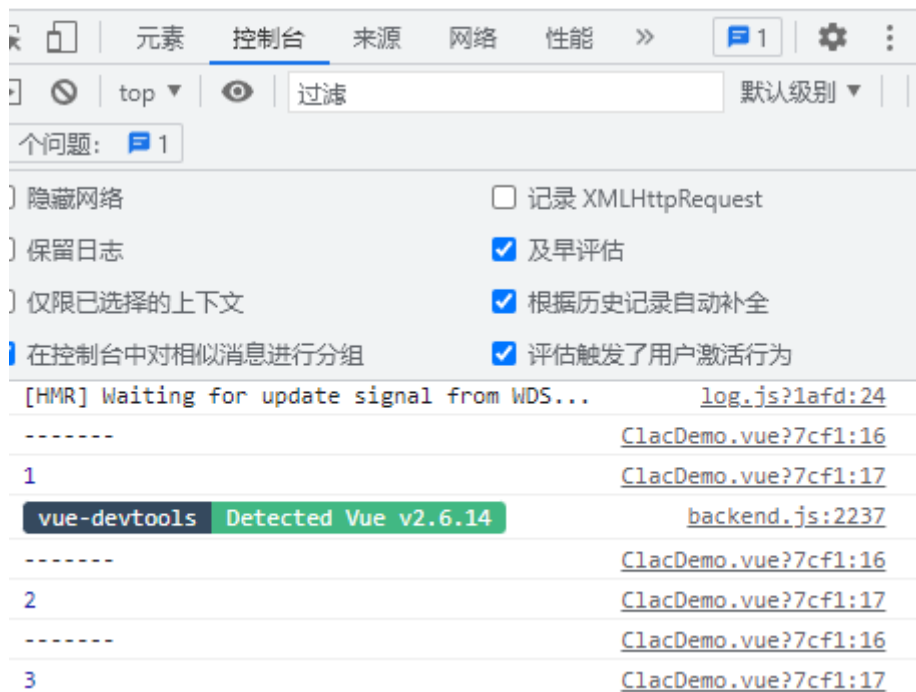 元素 控制台 来源 网络 性能 » 1
top ▼ 过滤 默认级别 ▼
个问题: 1
隐藏网络 记录 XMLHttpRequest
保留日志 及早评估
仅限已选择的上下文 根据历史记录自动补全
在控制台中对相似消息进行分组 评估触发了用户激活行为
[HMR] Waiting for update signal from WDS... log.js?1afd:24
------- ClacDemo.vue?7cf1:16
1 ClacDemo.vue?7cf1:17
vue-devtools Detected Vue v2.6.14 backend.js:2237
------- ClacDemo.vue?7cf1:16
2 ClacDemo.vue?7cf1:17
------- ClacDemo.vue?7cf1:16
3 ClacDemo.vue?7cf1:17